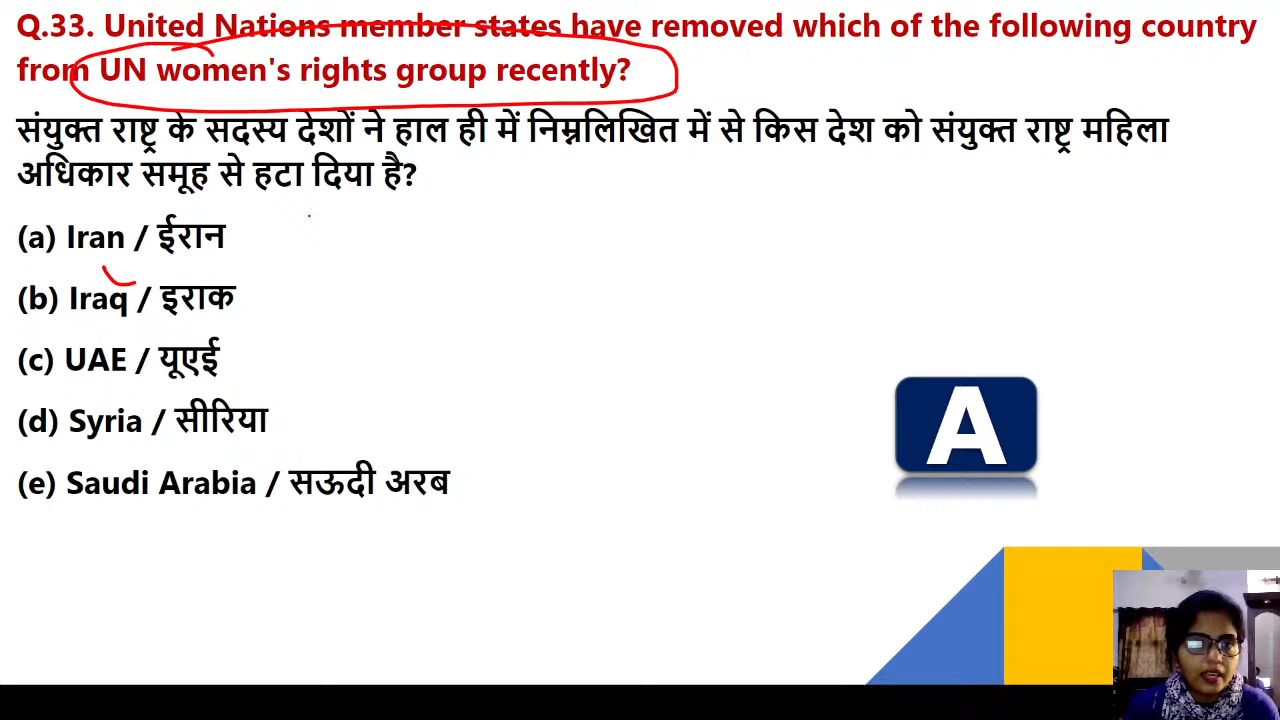 Q.33. United Nations member states have removed which of the following country
from UN women's rights group recently?
संयुक्त राष्ट्र के सदस्य देशों ने हाल ही में निम्नलिखित में से किस देश को संयुक्त राष्ट्र महिला
अधिकार समूह से हटा दिया है?
(a) Iran / ईरान
(b) Iraq / इराक
(c) UAE / यूएई
(d) Syria / सीरिया
(e) Saudi Arabia / सऊदी अरब
A